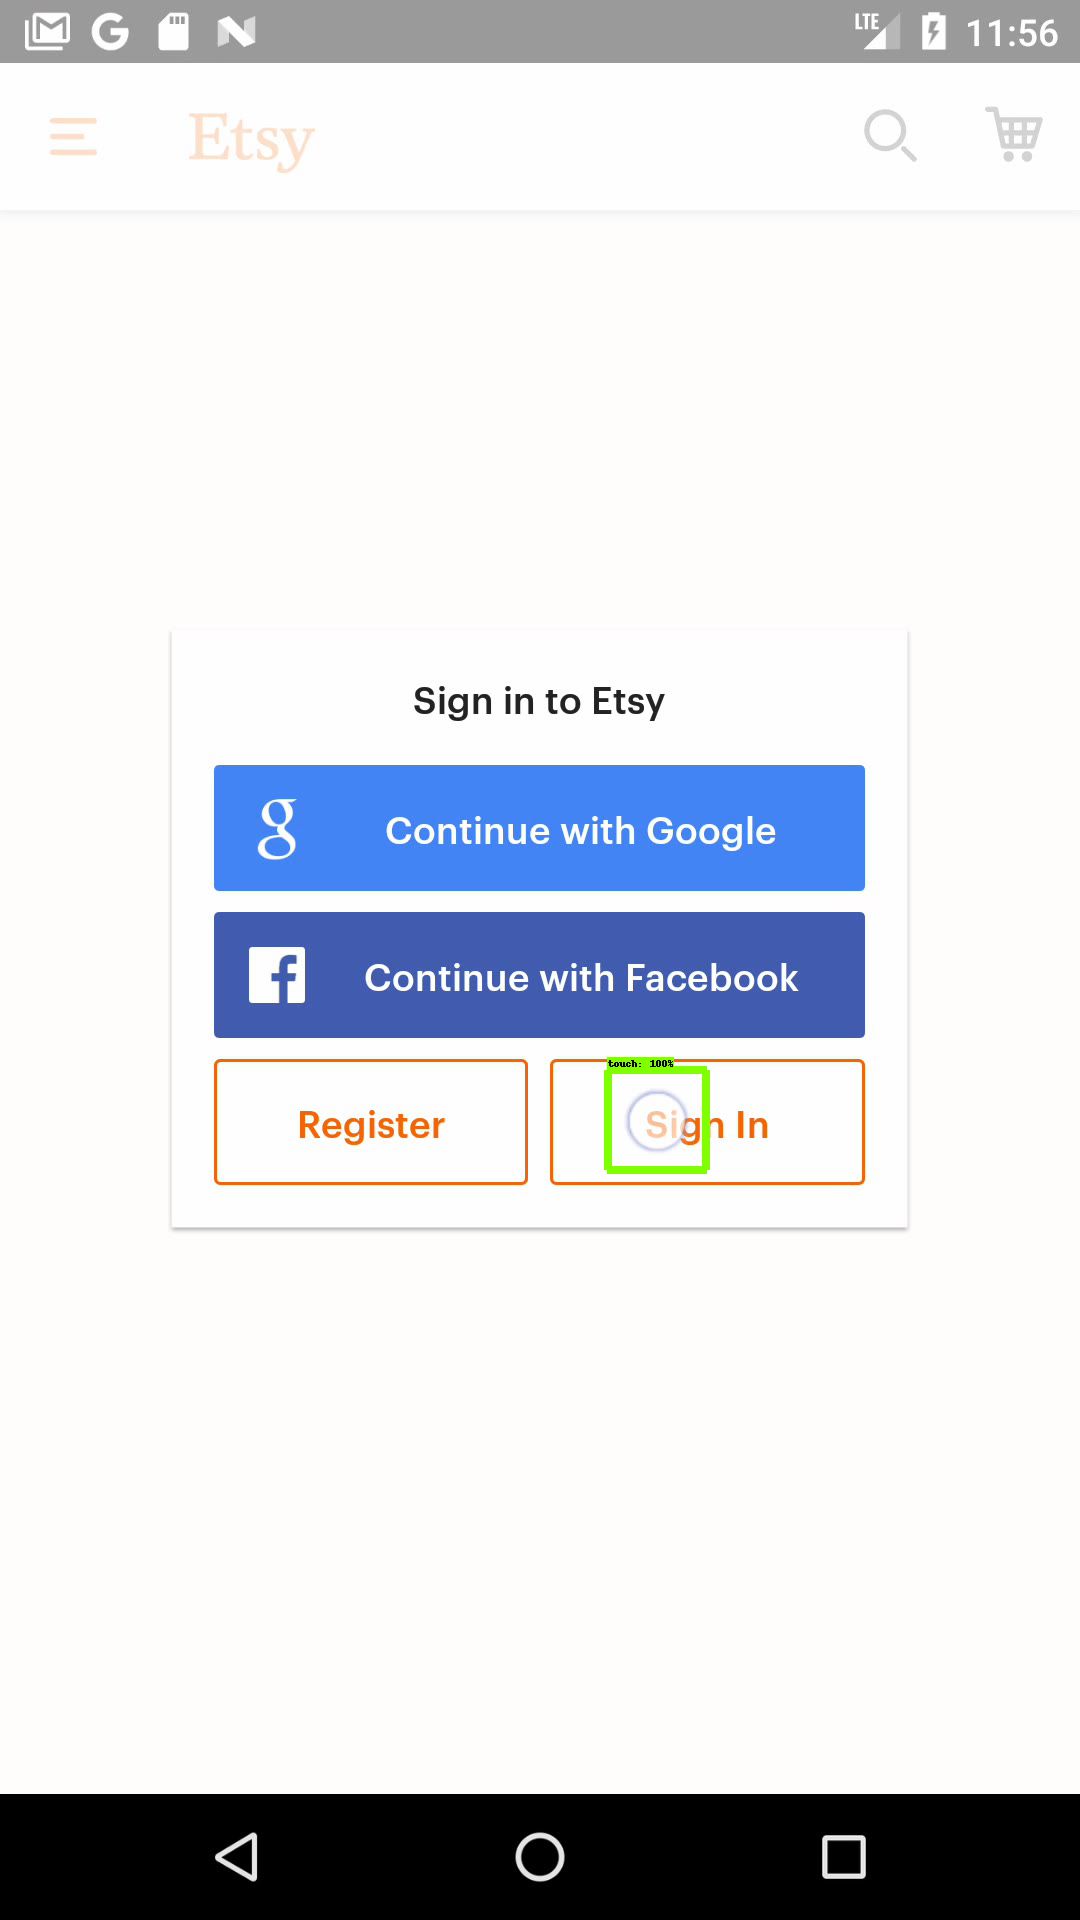 LTE 11:56
Etsy
Sign in to Etsy
g Continue with Google
f Continue with Facebook
touch: 100%
Register Sign In